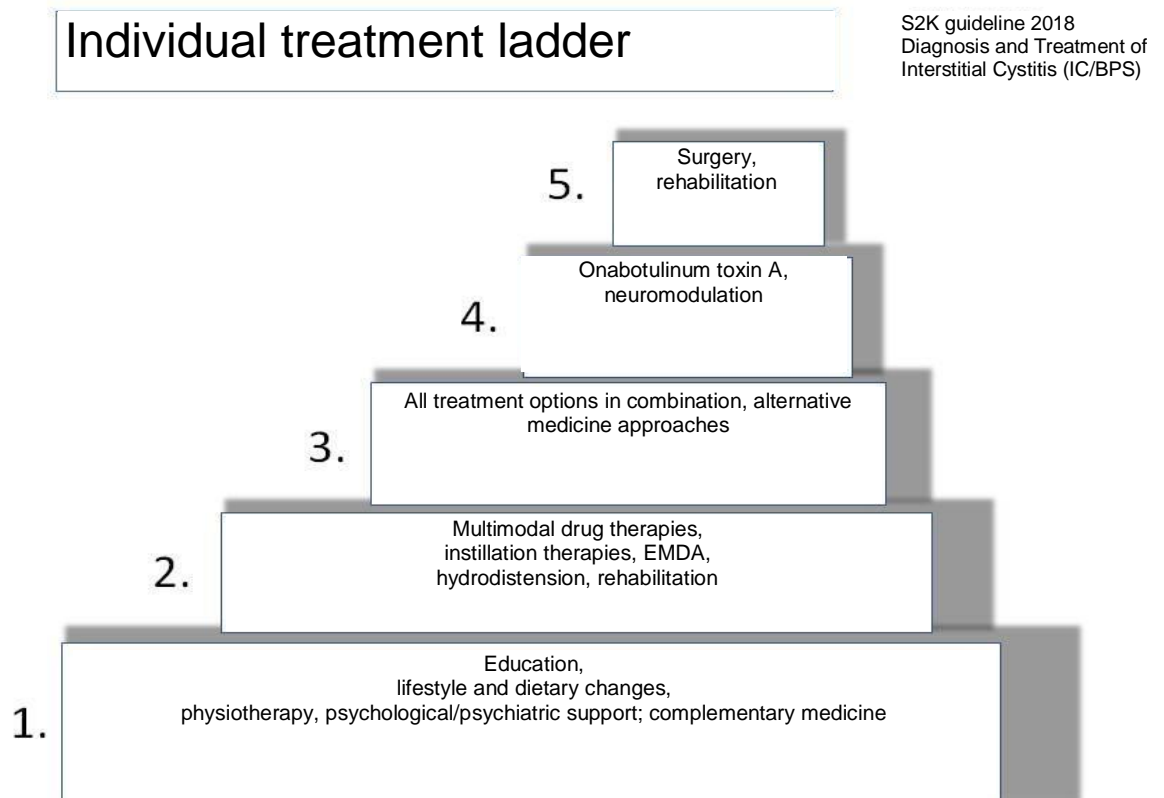 Individual treatment ladder
S2K guideline 2018
Diagnosis and Treatment of
Interstitial Cystitis (IC/BPS)
5.
Surgery,
rehabilitation
4.
Onabotulinum toxin A,
neuromodulation
3.
All treatment options in combination, alternative
medicine approaches
2.
Multimodal drug therapies,
instillation therapies, EMDA,
hydrodistension, rehabilitation
1.
Education,
lifestyle and dietary changes,
physiotherapy, psychological/psychiatric support; complementary medicine